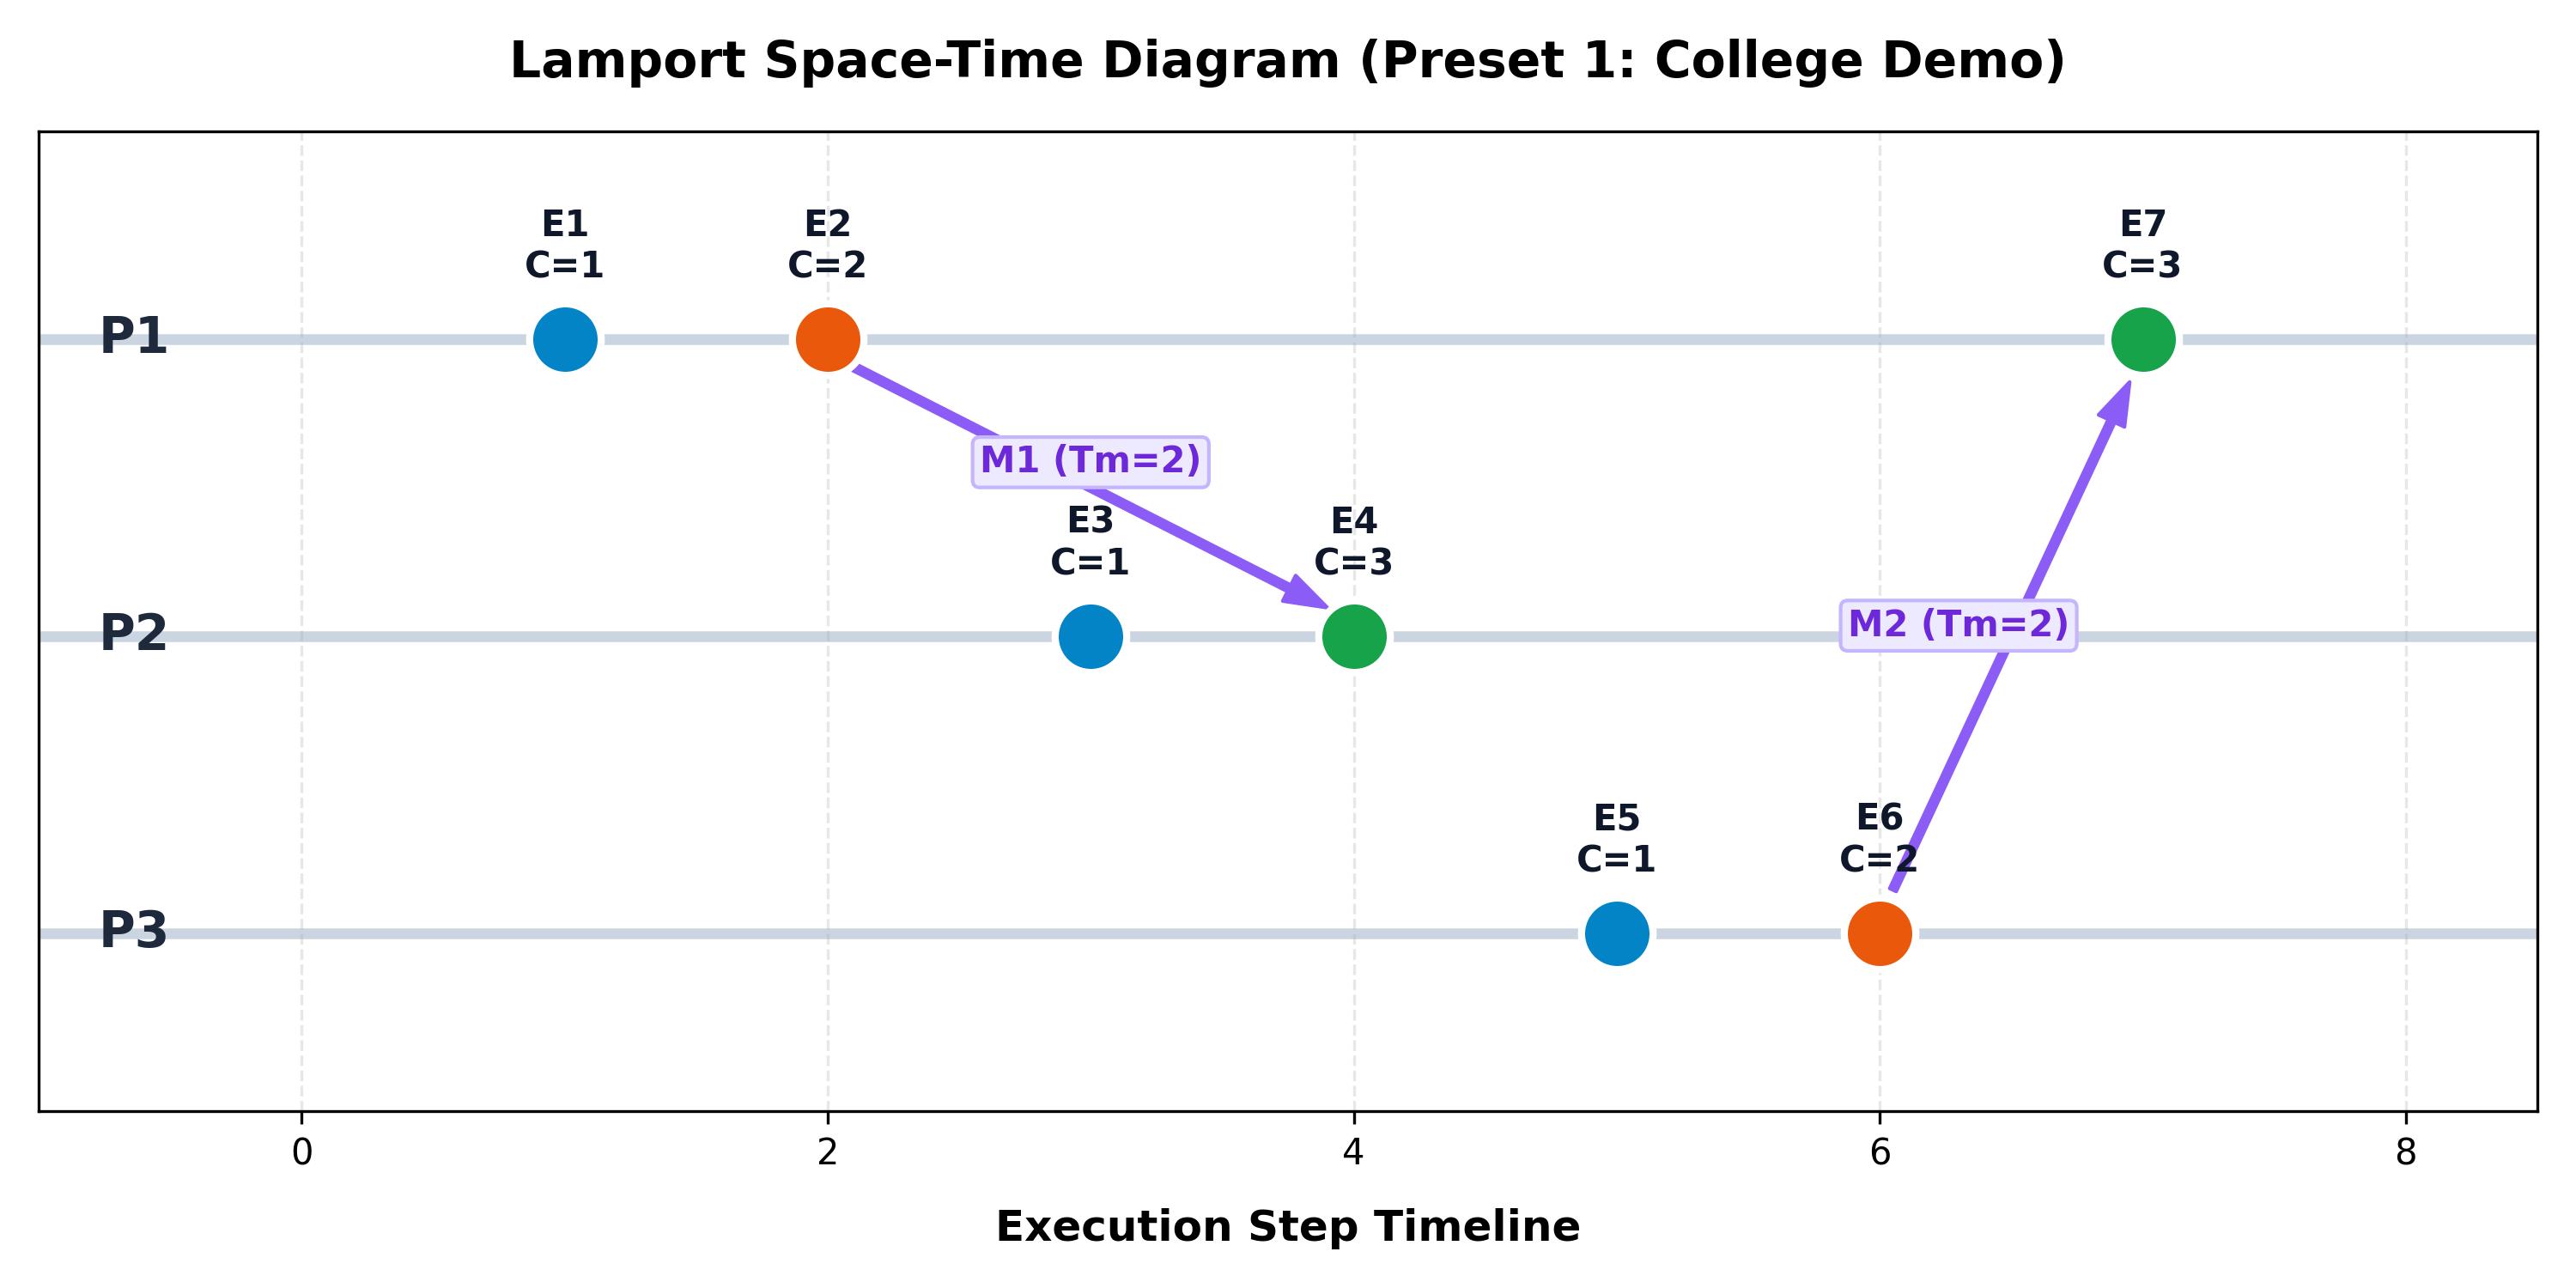 Lamport Space-Time Diagram (Preset 1: College Demo)
E1
C=1
E2
C=2
E7
C=3
P1
M1 (Tm=2)
E3
C=1
E4
C=3
P2
M2 (Tm=2)
E5
C=1
E6
C=2
P3
0
2
4
6
8
Execution Step Timeline